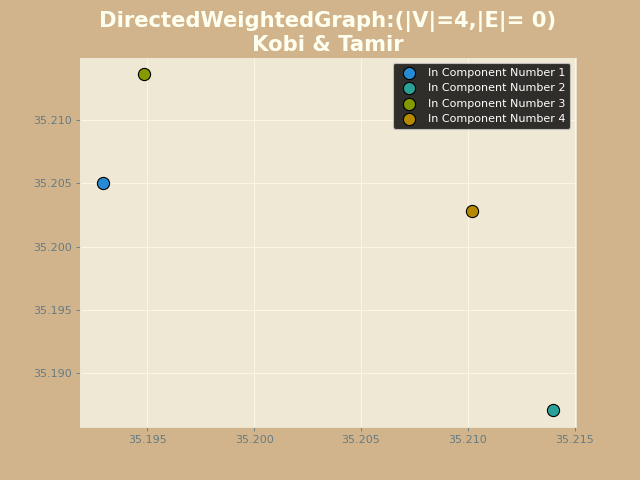 DirectedWeightedGraph:(|V|=4,|E|= 0)
Kobi & Tamir
In Component Number 1
In Component Number 2
In Component Number 3
In Component Number 4
35.210
35.205
35.200
35.195
35.190
35.195 35.200 35.205 35.210 35.215